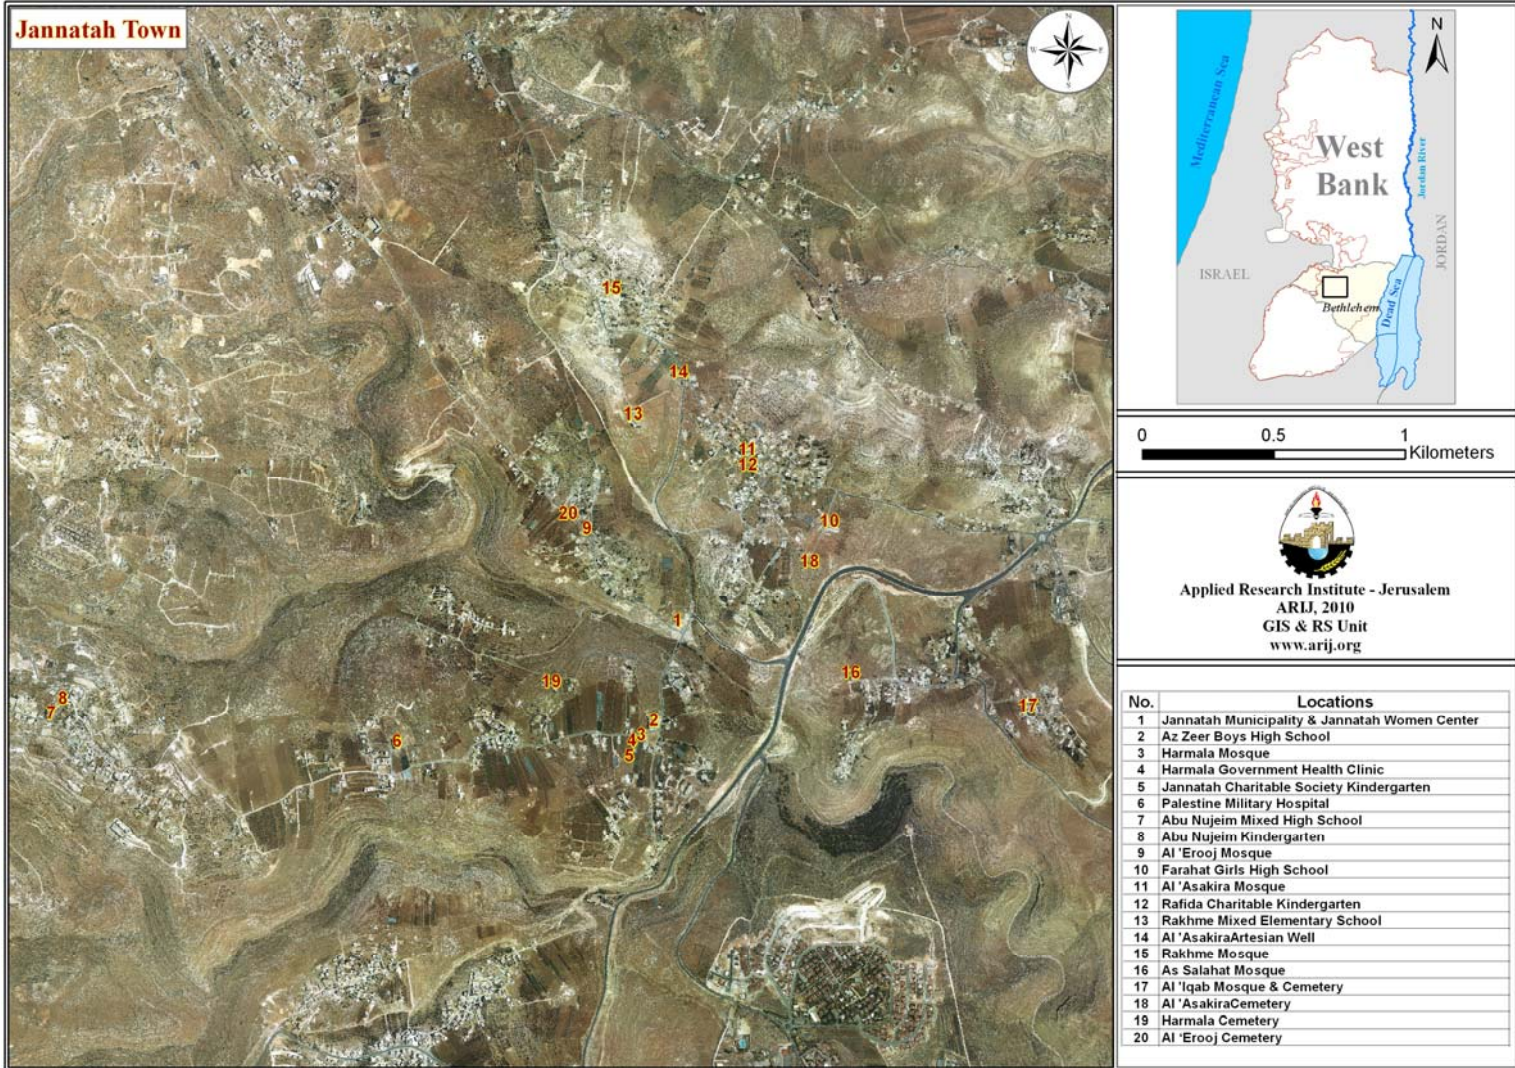 Jannatah Town
N
W
E
S
15
14
13
11
12
20
9
10
18
1
16
19
17
8
7
2
3
4
5
6
N
Mediterranean Sea
West
Bank
Jordan River
JORDAN
ISRAEL
Bethlehem
Dead Sea
0 0.5 1
Kilometers
Applied Research Institute - Jerusalem
ARIJ, 2010
GIS & RS Unit
www.arij.org
No. Locations
1 Jannatah Municipality & Jannatah Women Center
2 Az Zeer Boys High School
3 Harmala Mosque
4 Harmala Government Health Clinic
5 Jannatah Charitable Society Kindergarten
6 Palestine Military Hospital
7 Abu Nujeim Mixed High School
8 Abu Nujeim Kindergarten
9 Al 'Erooj Mosque
10 Farahat Girls High School
11 Al 'Asakira Mosque
12 Rafida Charitable Kindergarten
13 Rakhme Mixed Elementary School
14 Al 'AsakiraArtesian Well
15 Rakhme Mosque
16 As Salahat Mosque
17 Al 'Iqab Mosque & Cemetery
18 Al 'AsakiraCemetery
19 Harmala Cemetery
20 Al 'Erooj Cemetery